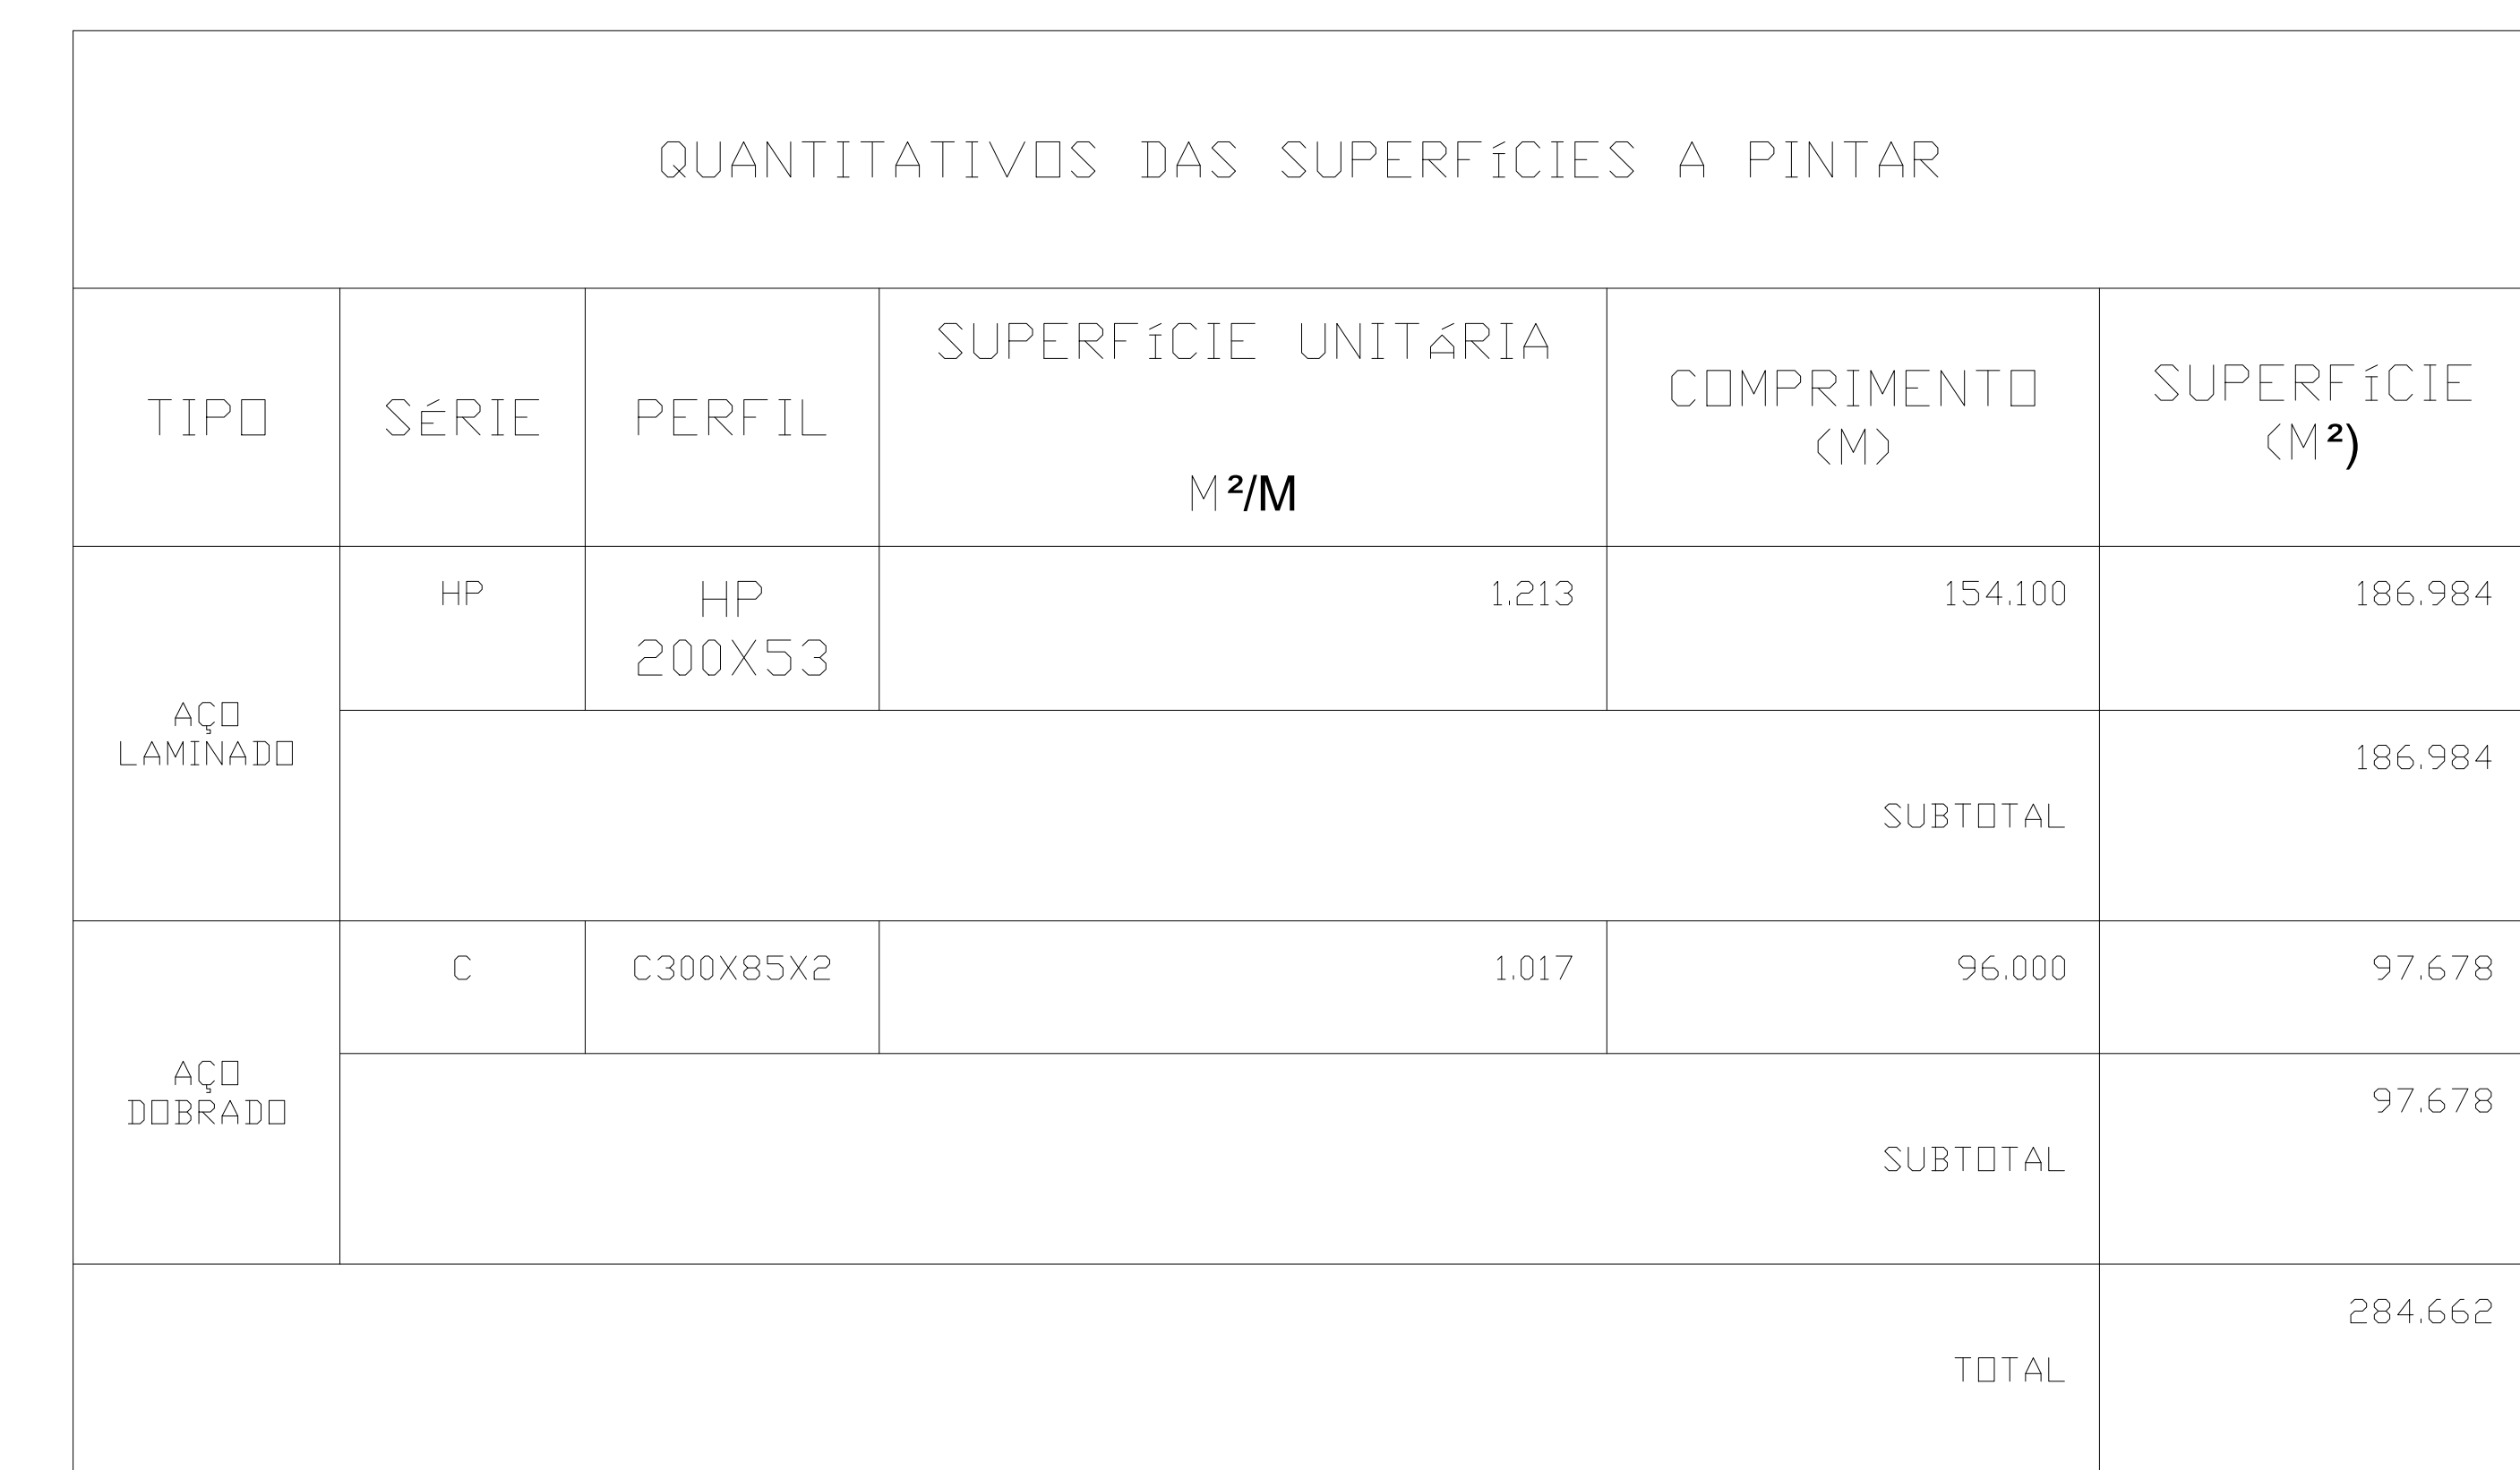 QUANTITATIVOS DAS SUPERFíCIES A PINTAR
TIPO
SéRIE
PERFIL
SUPERFíCIE UNITáRIA
M²/M
COMPRIMENTO
(M)
SUPERFíCIE
(M²)
AÇO
LAMINADO
HP
HP
200X53
1.213
154.100
186.984
SUBTOTAL
186.984
AÇO
DOBRADO
C
C300X85X2
1.017
96.000
97.678
SUBTOTAL
97.678
TOTAL
284.662